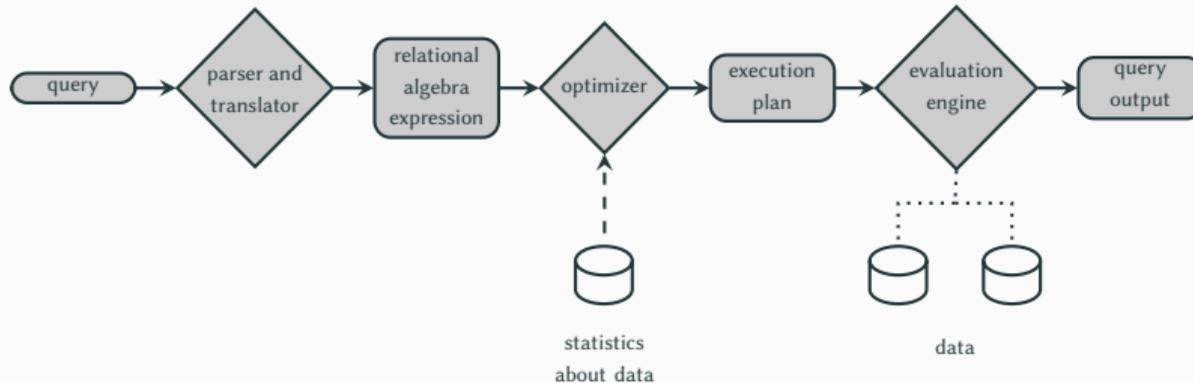 query
parser and
translator
relational
algebra
expression
optimizer
execution
plan
evaluation
engine
query
output
statistics
about data
data